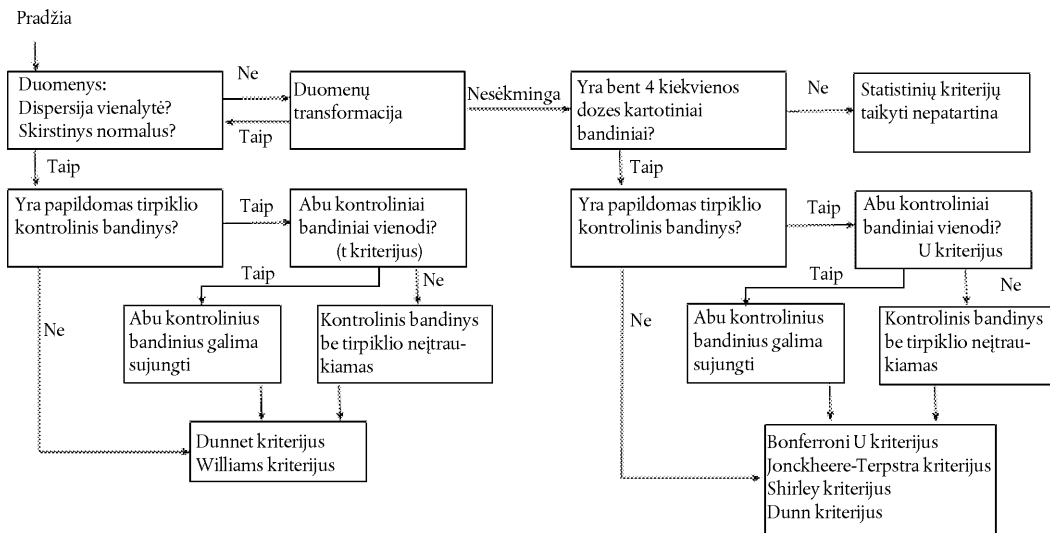 Pradžia
Duomenys:
Dispersija vienalytė?
Skirstinys normalus?
Ne
Taip
Duomenų
transformacija
Nesėkminga
Yra bent 4 kiekvienos
dozes kartotiniai
bandiniai?
Ne
Statistinių kriterijų
taikyti nepatartina
Taip
Taip
Yra papildomas tirpiklio
kontrolinis bandinys?
Taip
Abu kontroliniai
bandiniai vienodi?
(t kriterijus)
Yra papildomas tirpiklio
kontrolinis bandinys?
Taip
Abu kontroliniai
bandiniai vienodi?
U kriterijus
Taip
Ne
Taip
Ne
Ne
Abu kontrolinius
bandinius galima
sujungti
Kontrolinis bandinys
be tirpiklio neįtrau-
kiamas
Ne
Abu kontrolinius
bandinius galima
sujungti
Kontrolinis bandinys
be tirpiklio neįtrau-
kiamas
Dunnet kriterijus
Williams kriterijus
Bonferroni U kriterijus
Jonckheere-Terpstra kriterijus
Shirley kriterijus
Dunn kriterijus